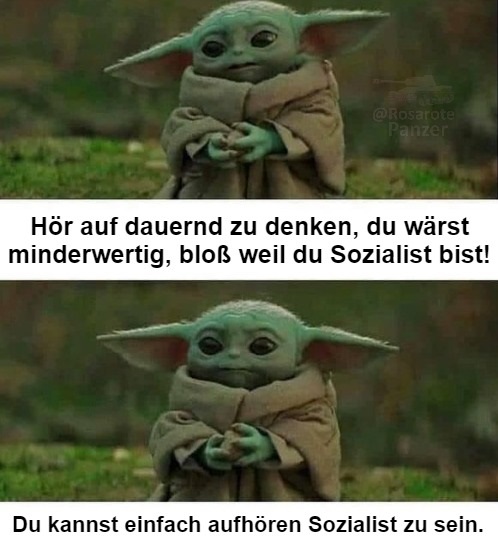 @Rosarote
Panzer
Hör auf dauernd zu denken, du wärst
minderwertig, bloß weil du Sozialist bist!
Du kannst einfach aufhören Sozialist zu sein.